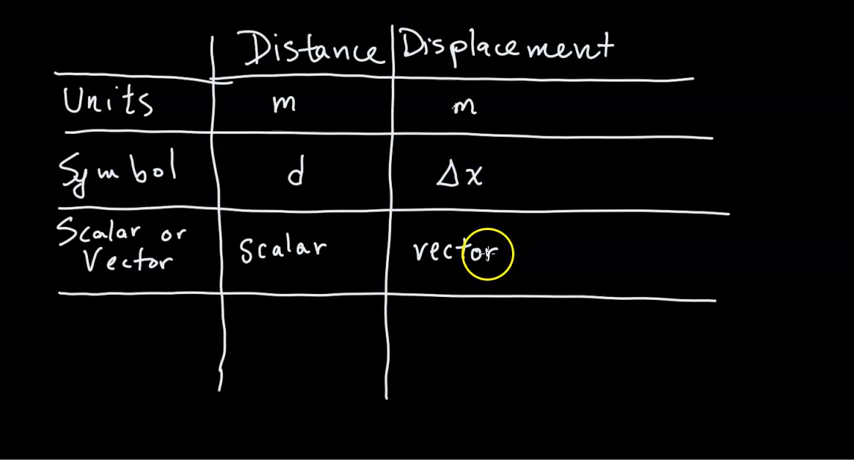 Distance Displacement
Units m m
Symbol d Δx
Scalar or
Vector scalar vector